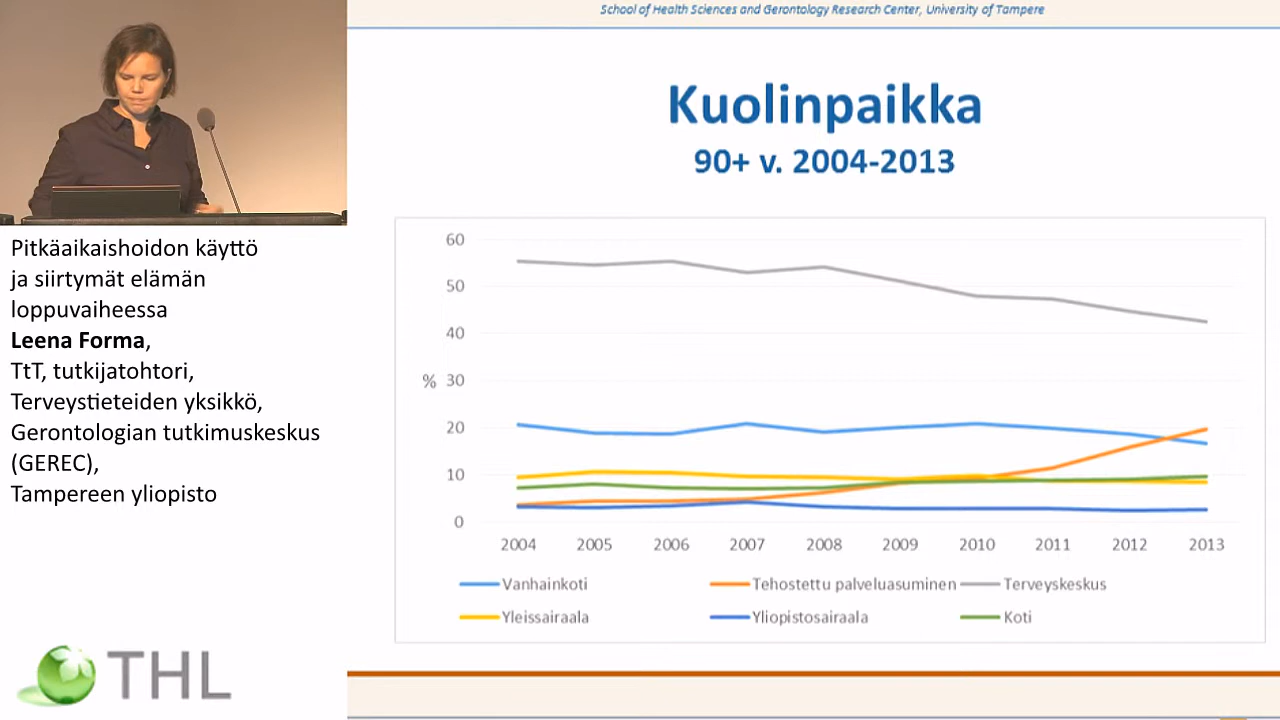 School of Health Sciences and Gerontology Research Center, University of Tampere
Kuolinpaikka
90+ v. 2004-2013
Pitkäaikaishoidon käyttö
ja siirtymät elämän
loppuvaiheessa
Leena Forma,
TtT, tutkijatohtori,
Terveystieteiden yksikkö,
Gerontologian tutkimuskeskus
(GEREC),
Tampereen yliopisto
THL
60
50
40
% 30
20
10
0
2004 2005 2006 2007 2008 2009 2010 2011 2012 2013
Vanhainkoti Tehostettu palveluasuminen Terveyskeskus
Yleissairaala Yliopistosairaala Koti